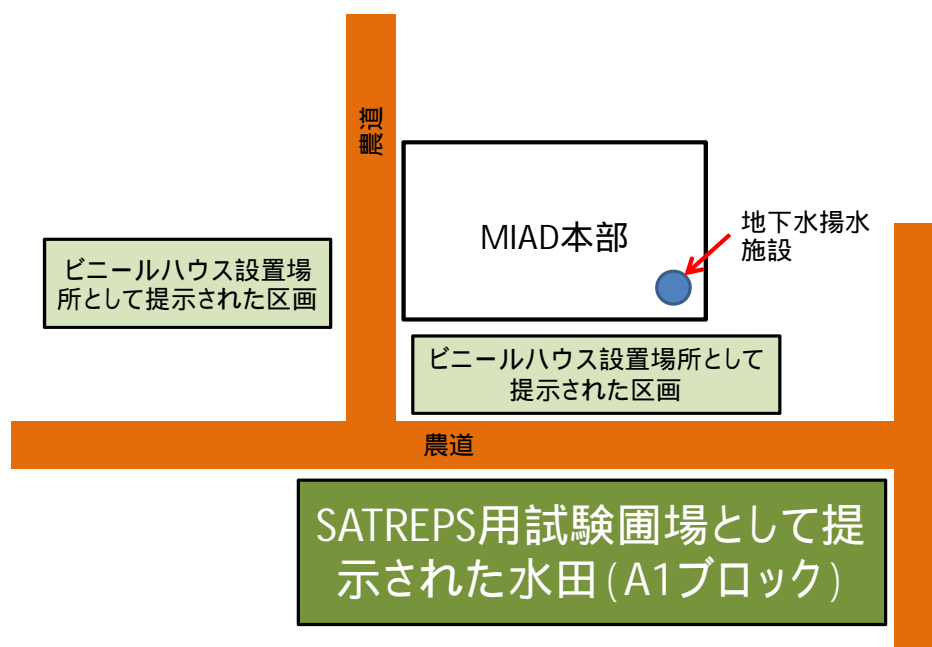 農道
MIAD本部
地下水揚水
施設
ビニールハウス設置場
所として提示された区画
ビニールハウス設置場所として
提示された区画
農道
SATREPS用試験圃場として提
示された水田(A1ブロック)